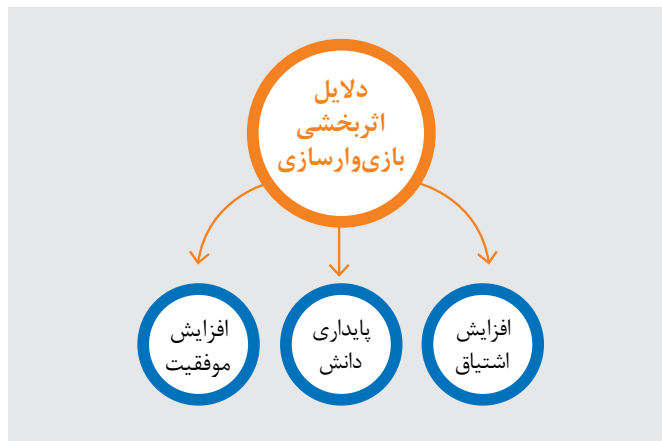 دلایل
اثربخشی
بازی‌وارسازی
افزایش
اشتیاق
پایداری
دانش
افزایش
موفقیت